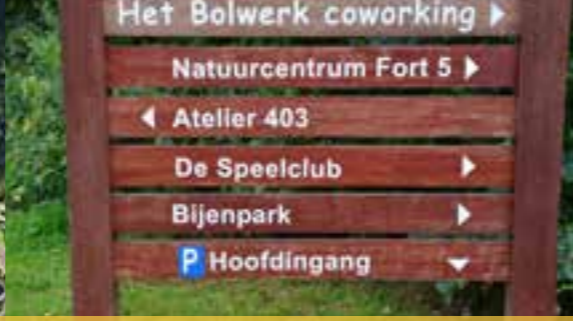 Het Bolwerk coworking
Natuurcentrum Fort 5
Atelier 403
De Speelclub
Bijenpark
P Hoofdingang